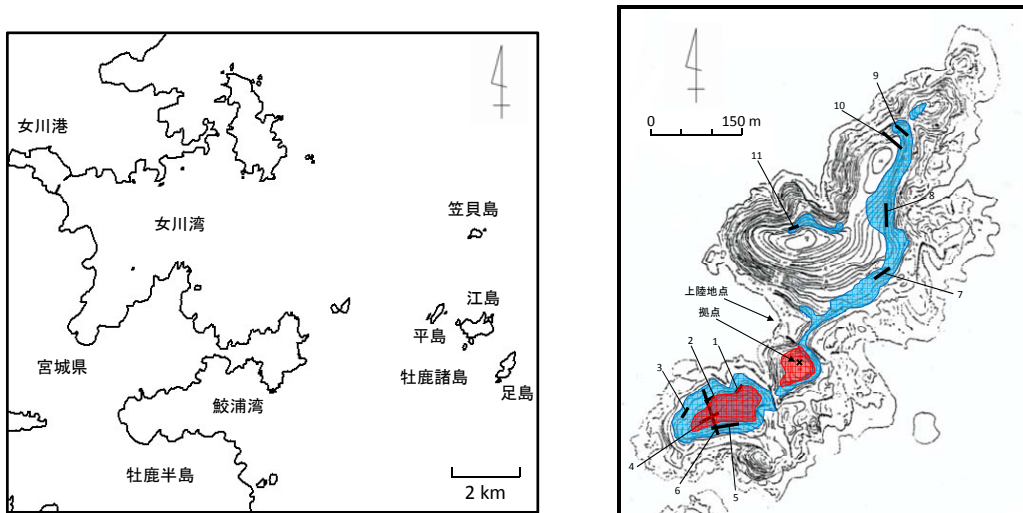 女川港
女川湾
笠貝島
江島
平島
宮城県
牡鹿諸島
足島
鮫浦湾
牡鹿半島
2 km
0 150 m
9
10
11
8
7
上陸地点
拠点
1
2
3
4
6
5